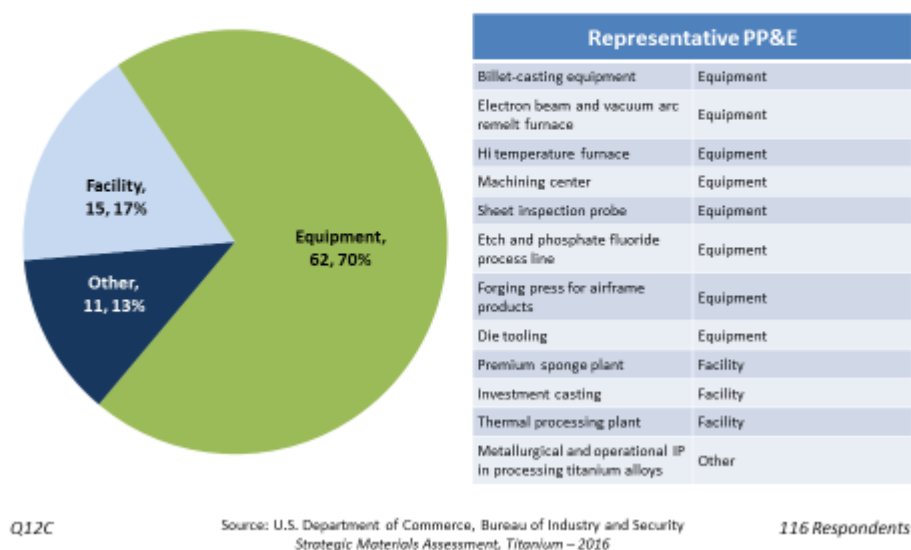 Facility,
15, 17%
Other,
11, 13%
Equipment,
62, 70%
Representative PP&E
Billet-casting equipment Equipment
Electron beam and vacuum arc
remelt furnace Equipment
Hi temperature furnace Equipment
Machining center Equipment
Sheet inspection probe Equipment
Etch and phosphate fluoride
process line Equipment
Forging press for airframe
products Equipment
Die tooling Equipment
Premium sponge plant Facility
Investment casting Facility
Thermal processing plant Facility
Metallurgical and operational IP
in processing titanium alloys Other
Q12C
Source: U.S. Department of Commerce, Bureau of Industry and Security
Strategic Materials Assessment, Titanium – 2016
116 Respondents